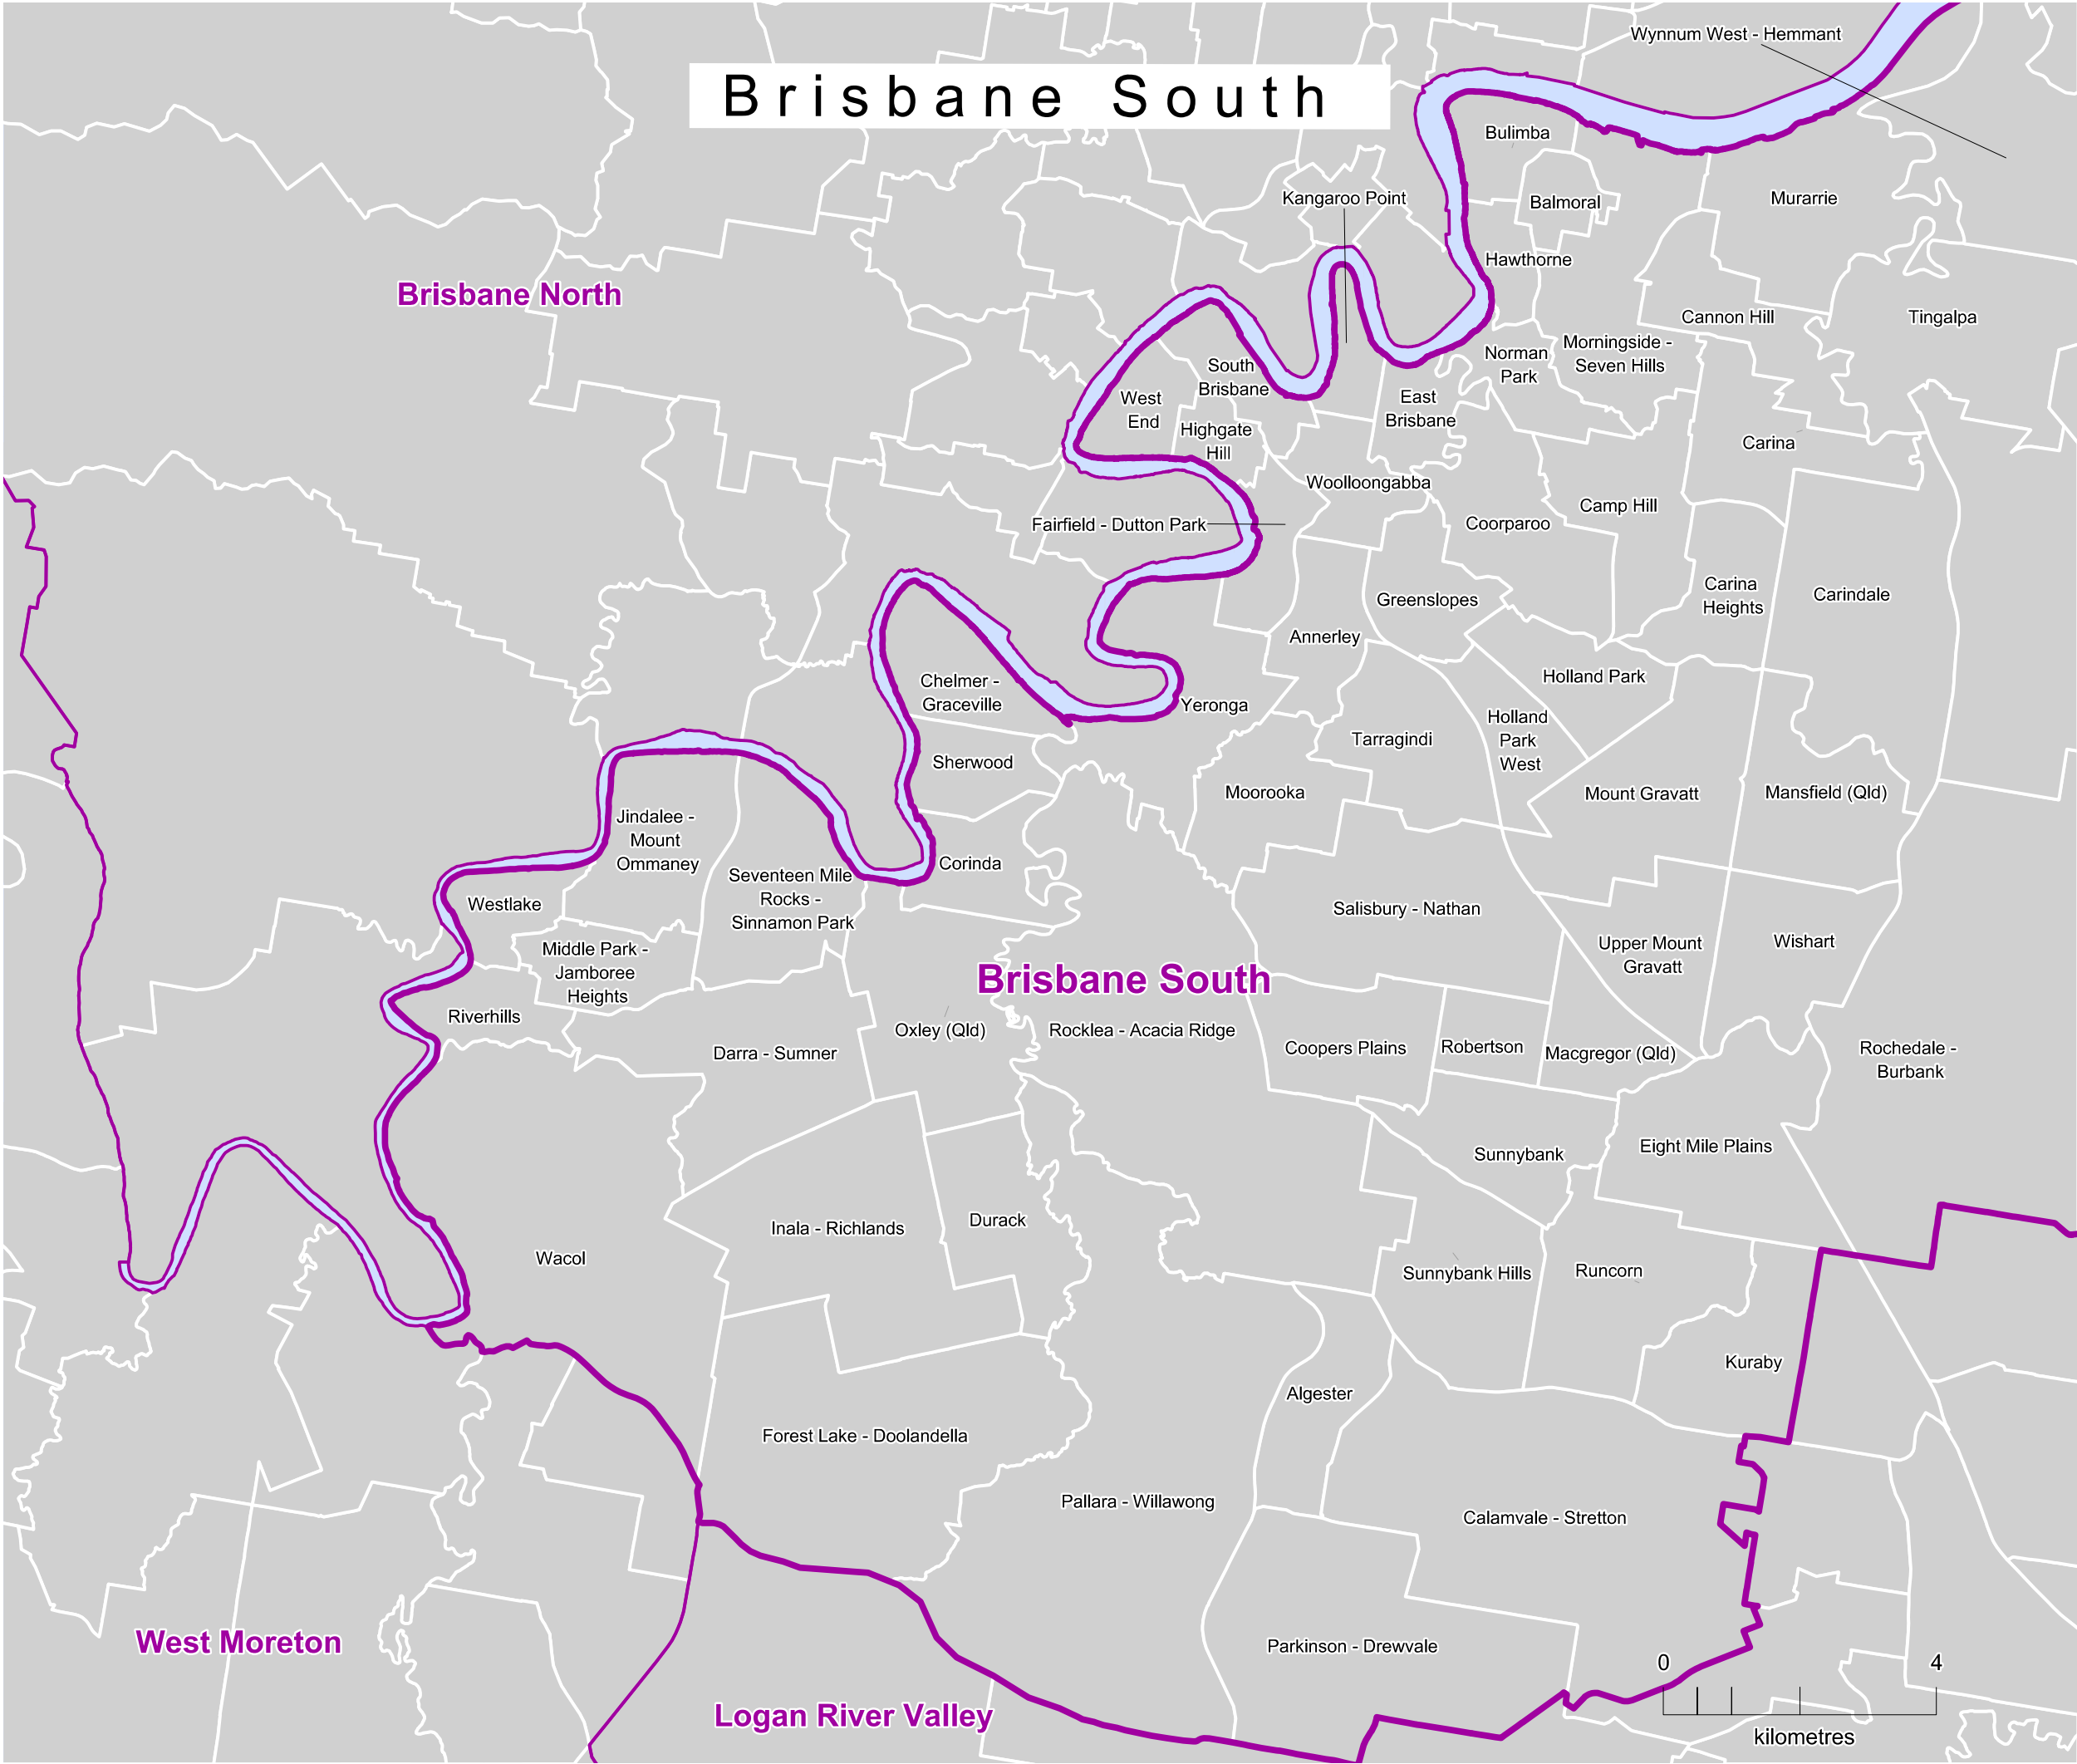 Wynnum West - Hemmant
Brisbane South
Bulimba
Kangaroo Point
Balmoral
Murarrie
Hawthorne
Brisbane North
Cannon Hill
Tingalpa
Morningside -
Seven Hills
Norman
Park
South
Brisbane
West
End
East
Brisbane
Highgate
Hill
Carina
Woolloongabba
Camp Hill
Fairfield - Dutton Park
Coorparoo
Carina
Heights
Carindale
Greenslopes
Annerley
Chelmer -
Graceville
Holland Park
Yeronga
Holland
Park
West
Tarragindi
Sherwood
Moorooka
Mount Gravatt
Mansfield (Qld)
Jindalee -
Mount
Ommaney
Corinda
Seventeen Mile
Rocks -
Sinnamon Park
Westlake
Salisbury - Nathan
Upper Mount
Gravatt
Wishart
Middle Park -
Jamboree
Heights
Brisbane South
Riverhills
Oxley (Qld)
Rocklea - Acacia Ridge
Darra - Sumner
Coopers Plains
Robertson
Macgregor (Qld)
Rochedale -
Burbank
Sunnybank
Eight Mile Plains
Inala - Richlands
Durack
Wacol
Sunnybank Hills
Runcorn
Kuraby
Algester
Forest Lake - Doolandella
Pallara - Willawong
Calamvale - Stretton
West Moreton
Parkinson - Drewvale
0 4
Logan River Valley
kilometres